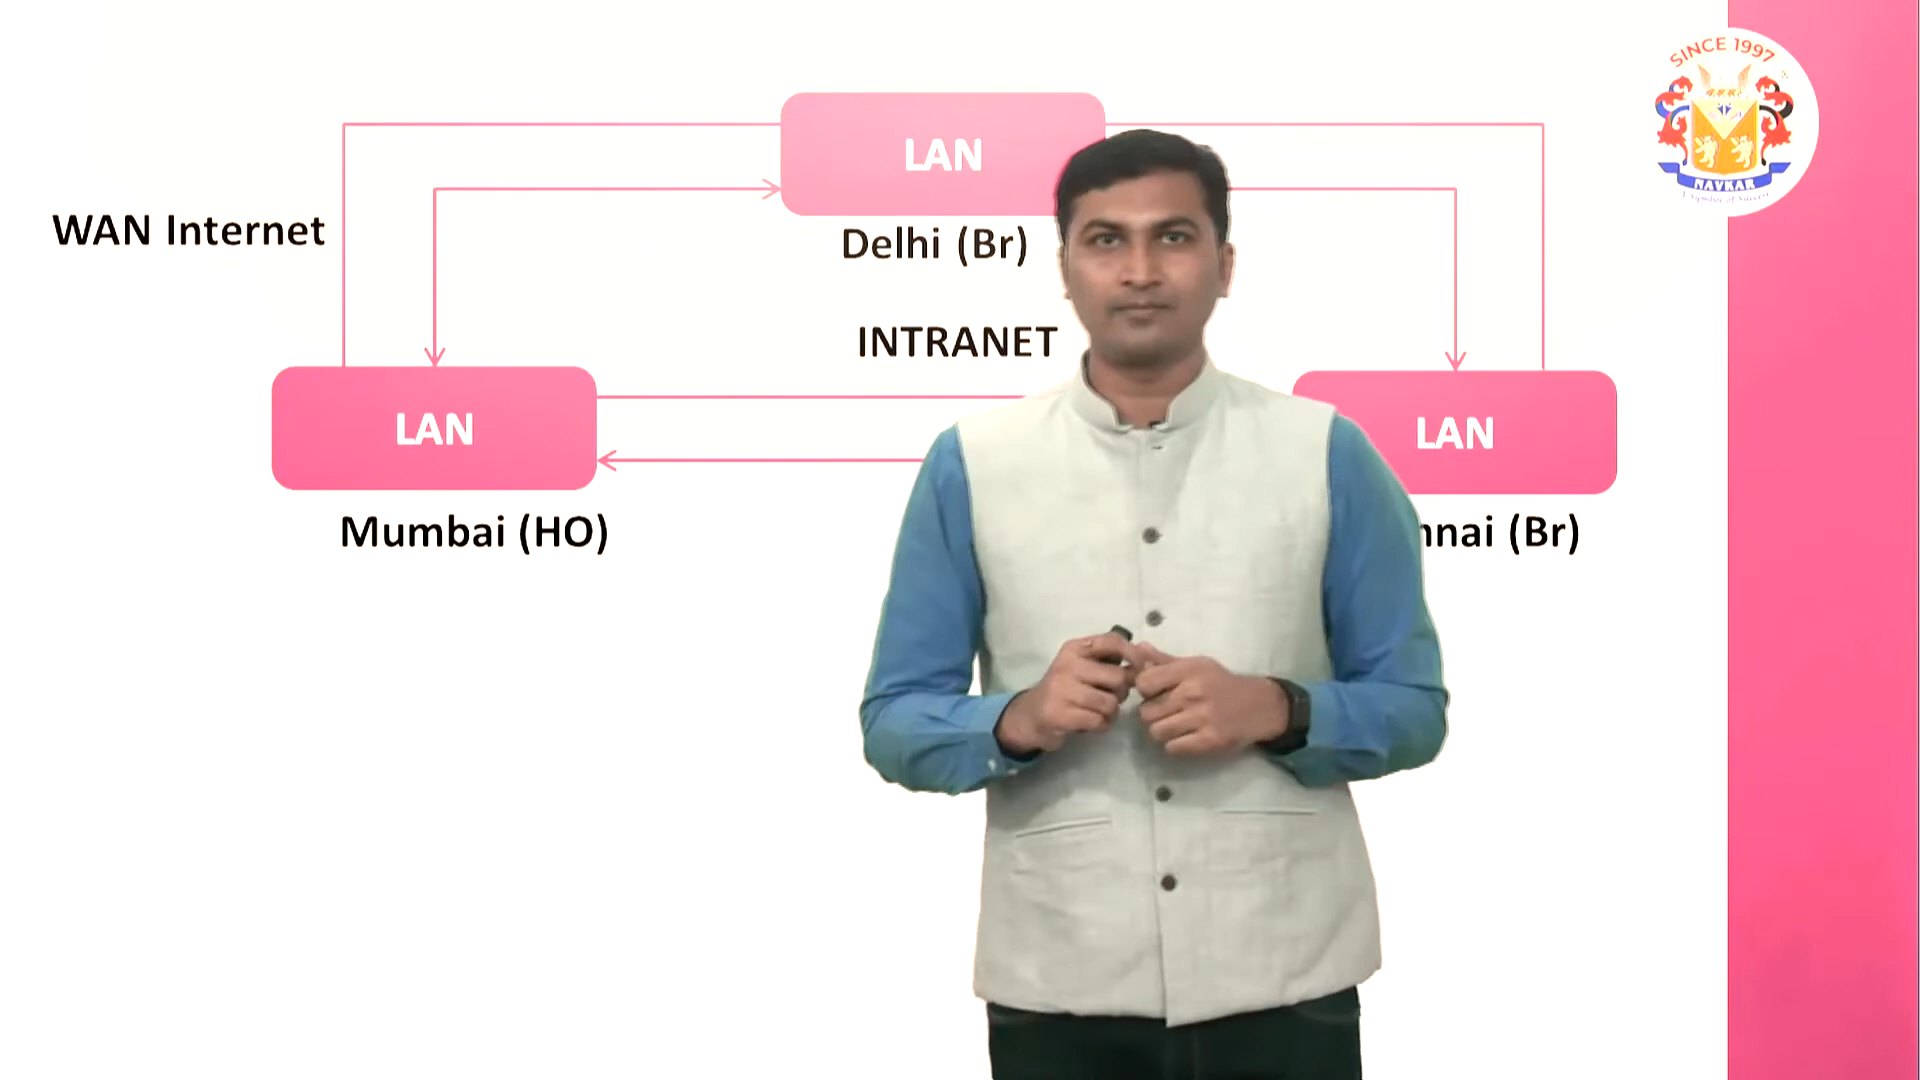 SINCE 1997
LAN
WAN Internet
Delhi (Br)
INTRANET
LAN
LAN
Mumbai (HO)
nnai (Br)
NAVKAR